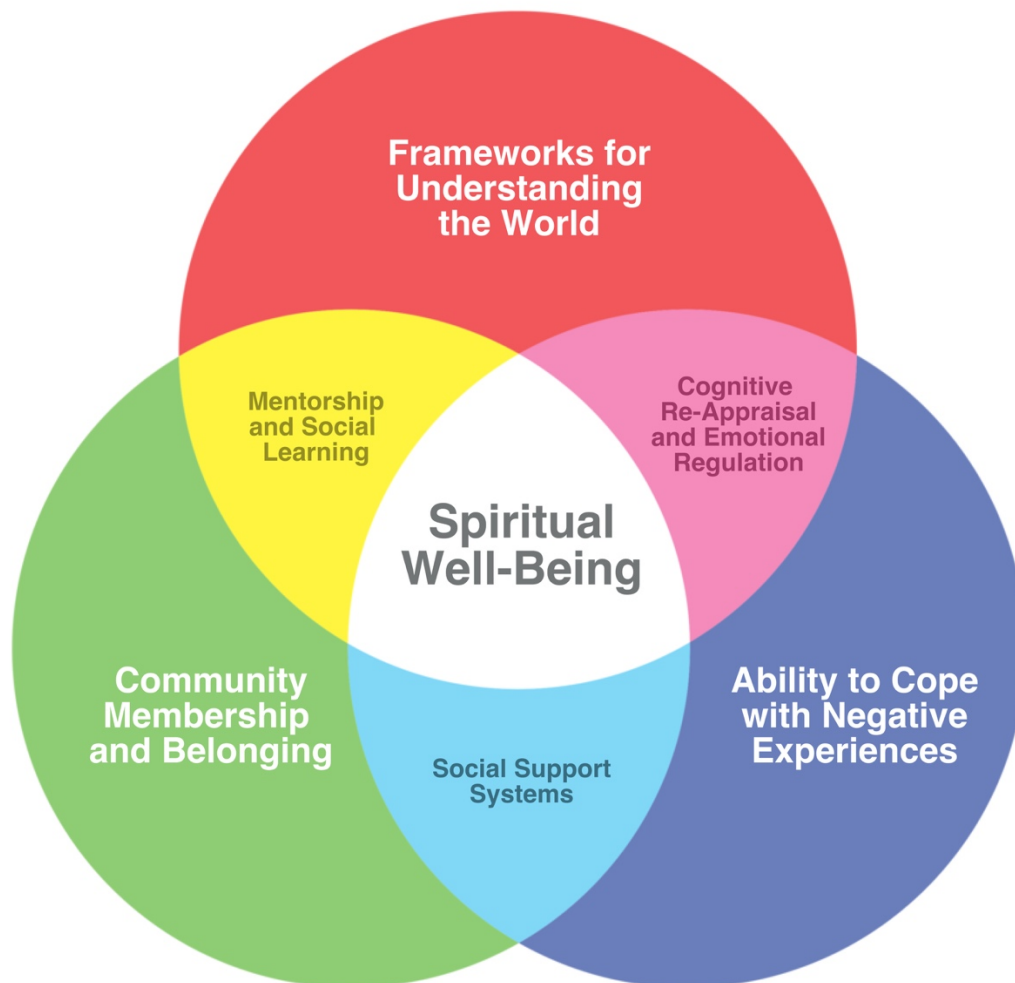 Frameworks for
Understanding
the World
Mentorship
and Social
Learning
Cognitive
Re-Appraisal
and Emotional
Regulation
Spiritual
Well-Being
Community
Membership
and Belonging
Ability to Cope
with Negative
Experiences
Social Support
Systems